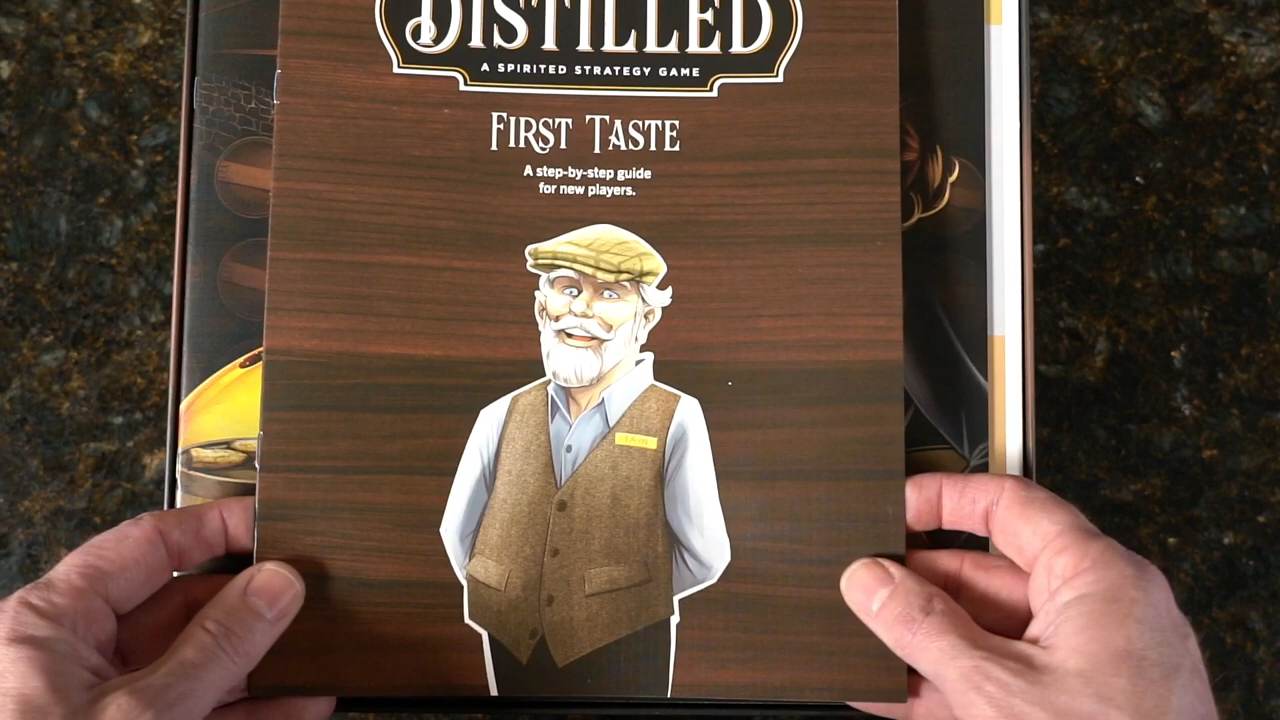 DISTILLED
A SPIRITED STRATEGY GAME
FIRST TASTE
A step-by-step guide
for new players.